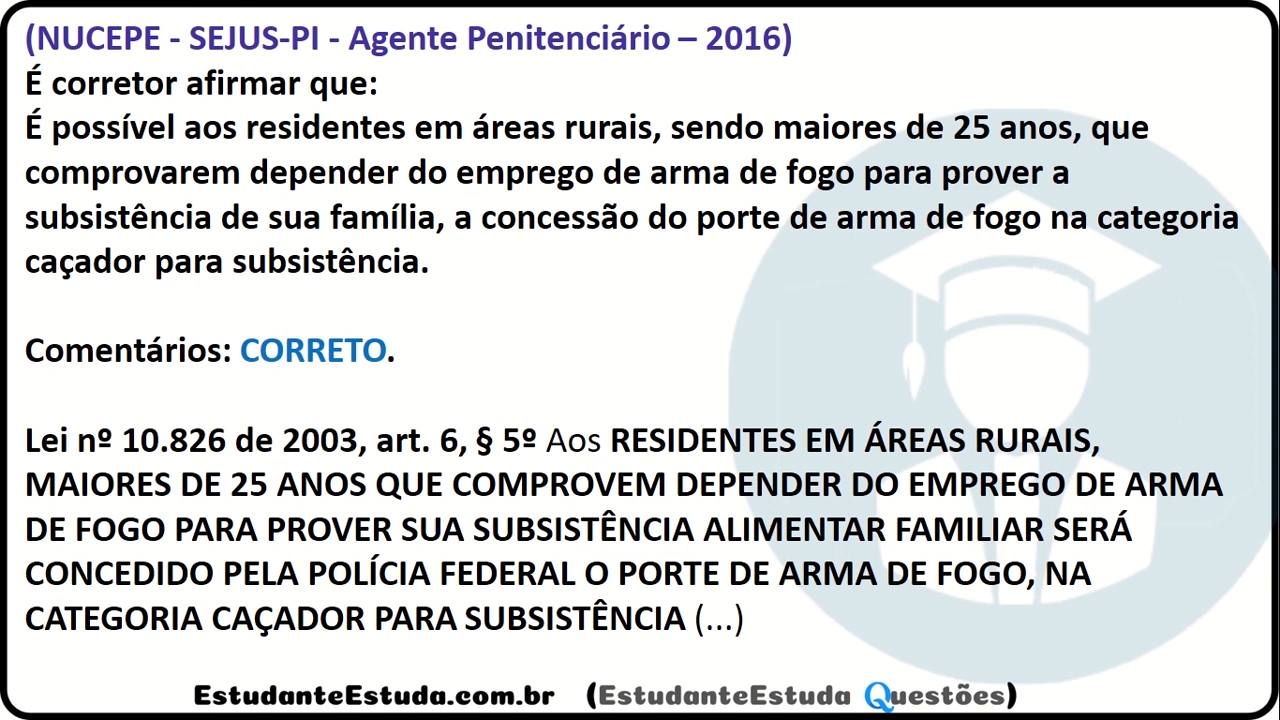 (NUCEPE - SEJUS-PI - Agente Penitenciário – 2016)
É corretor afirmar que:
É possível aos residentes em áreas rurais, sendo maiores de 25 anos, que
comprovarem depender do emprego de arma de fogo para prover a
subsistência de sua família, a concessão do porte de arma de fogo na categoria
caçador para subsistência.
Comentários: CORRETO.
Lei nº 10.826 de 2003, art. 6, § 5º Aos RESIDENTES EM ÁREAS RURAIS,
MAIORES DE 25 ANOS QUE COMPROVEM DEPENDER DO EMPREGO DE ARMA
DE FOGO PARA PROVER SUA SUBSISTÊNCIA ALIMENTAR FAMILIAR SERÁ
CONCEDIDO PELA POLÍCIA FEDERAL O PORTE DE ARMA DE FOGO, NA
CATEGORIA CAÇADOR PARA SUBSISTÊNCIA (...)
EstudanteEstuda.com.br (EstudanteEstuda Questões)